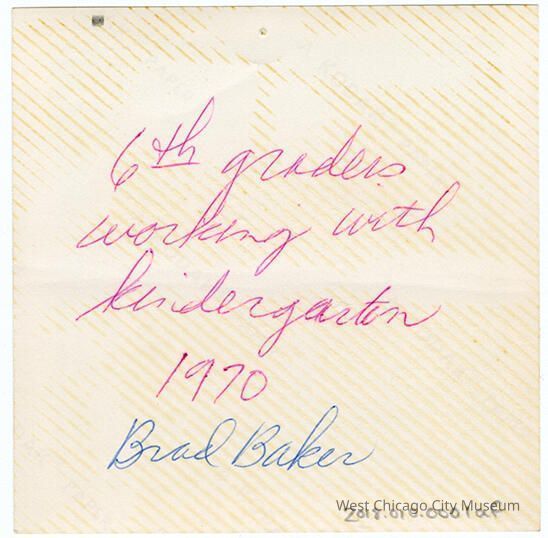 6th graders
working with
kindergarten
1970
Brad Baker
West Chicago City Museum